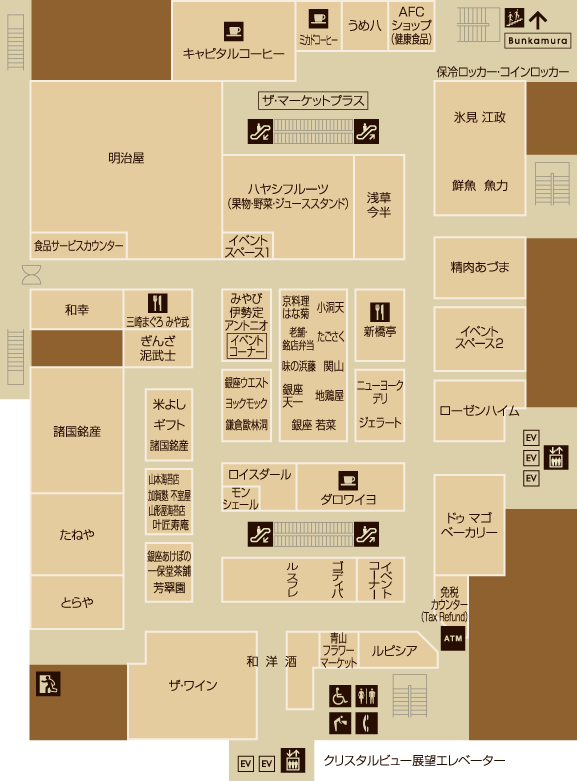 キャピタルコーヒー
ミカドコーヒー
うめ八
AFC
ショップ
(健康食品)
Bunkamura
保冷ロッカー・コインロッカー
ザ・マーケットプラス
明治屋
食品サービスカウンター
ハヤシフルーツ
(果物・野菜・ジューススタンド)
浅草
今半
イベント
スペース1
氷見 江政
鮮魚 魚力
精肉あづま
イベント
スペース2
ローゼンハイム
和幸
三崎まぐろ みや武
ぎんざ
泥武士
みやび
伊勢定
アントニオ
イベント
コーナー
京料理
はな菊
小洞天
老舗・
銘店弁当
たごさく
味の浜藤
関山
銀座
天一
地鶏屋
銀座 若菜
新橋亭
銀座ウエスト
ヨックモック
鎌倉歐林洞
ニューヨーク
デリ
ジェラート
諸国銘産
米よし
ギフト
諸国銘産
山本海苔店
加賀麩 不室屋
山形屋海苔店
叶 匠寿庵
たねや
銀座あけぼの
一保堂茶舗
芳翠園
とらや
ロイスダール
モン
シェール
ダロワイヨ
ルスフレ
ゴディバ
イベント
コーナー
EV
EV
EV
ドゥ マゴ
ベーカリー
免税
カウンター
(Tax Refund)
ATM
ザ・ワイン
和 洋 酒
青山
フラワー
マーケット
ルピシア
EV
EV
クリスタルビュー展望エレベーター